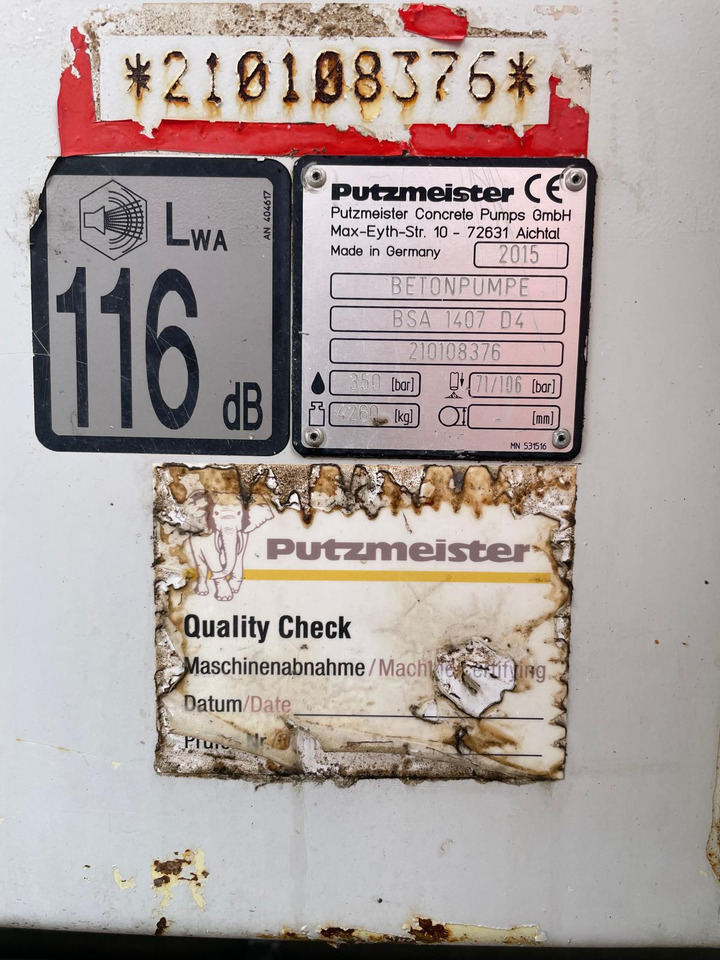 *210108376*
LWA
AN 404617
116
dB
Putzmeister CE
Putzmeister Concrete Pumps GmbH
Max-Eyth-Str. 10 - 72631 Aichtal
Made in Germany 2015
BETONPUMPE
BSA 1407 D4
210108376
350 [bar] 71/106 [bar]
4260 [kg] - [mm]
MN 531516
Putzmeister
Quality Check
Maschinenabnahme/Machine Certifying
Datum/Date